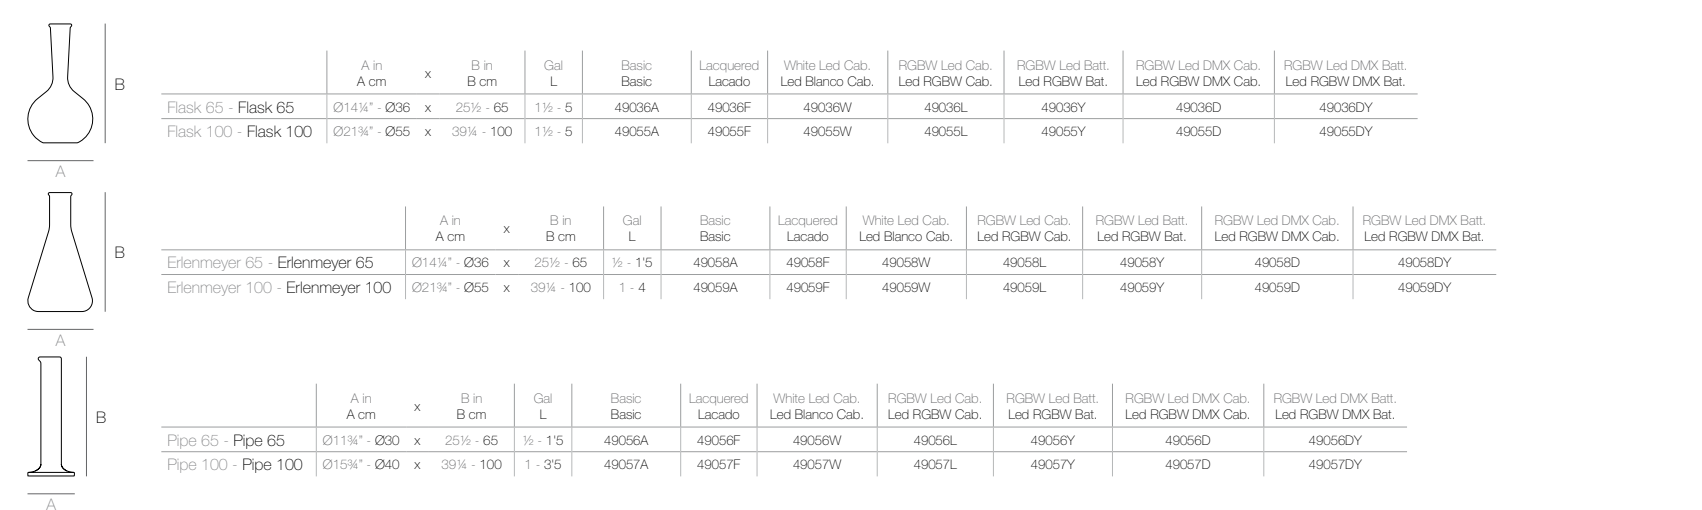 B
A in B in Gal Basic Lacquered White Led Cab. RGBW Led Cab. RGBW Led Batt. RGBW Led DMX Cab. RGBW Led DMX Batt.
A cm x B cm L Basic Lacado Led Blanco Cab. Led RGBW Cab. Led RGBW Bat. Led RGBW DMX Cab. Led RGBW DMX Bat.
Flask 65 - Flask 65 Ø14¼" - Ø36 x 25½ - 65 1½ - 5 49036A 49036F 49036W 49036L 49036Y 49036D 49036DY
Flask 100 - Flask 100 Ø21¾" - Ø55 x 39¼ - 100 1½ - 5 49055A 49055F 49055W 49055L 49055Y 49055D 49055DY
A
B
A in B in Gal Basic Lacquered White Led Cab. RGBW Led Cab. RGBW Led Batt. RGBW Led DMX Cab. RGBW Led DMX Batt.
A cm x B cm L Basic Lacado Led Blanco Cab. Led RGBW Cab. Led RGBW Bat. Led RGBW DMX Cab. Led RGBW DMX Bat.
Erlenmeyer 65 - Erlenmeyer 65 Ø14¼" - Ø36 x 25½ - 65 ½ - 1'5 49058A 49058F 49058W 49058L 49058Y 49058D 49058DY
Erlenmeyer 100 - Erlenmeyer 100 Ø21¾" - Ø55 x 39¼ - 100 1 - 4 49059A 49059F 49059W 49059L 49059Y 49059D 49059DY
A
B
A in B in Gal Basic Lacquered White Led Cab. RGBW Led Cab. RGBW Led Batt. RGBW Led DMX Cab. RGBW Led DMX Batt.
A cm x B cm L Basic Lacado Led Blanco Cab. Led RGBW Cab. Led RGBW Bat. Led RGBW DMX Cab. Led RGBW DMX Bat.
Pipe 65 - Pipe 65 Ø11¾" - Ø30 x 25½ - 65 ½ - 1'5 49056A 49056F 49056W 49056L 49056Y 49056D 49056DY
Pipe 100 - Pipe 100 Ø15¾" - Ø40 x 39¼ - 100 1 - 3'5 49057A 49057F 49057W 49057L 49057Y 49057D 49057DY
A